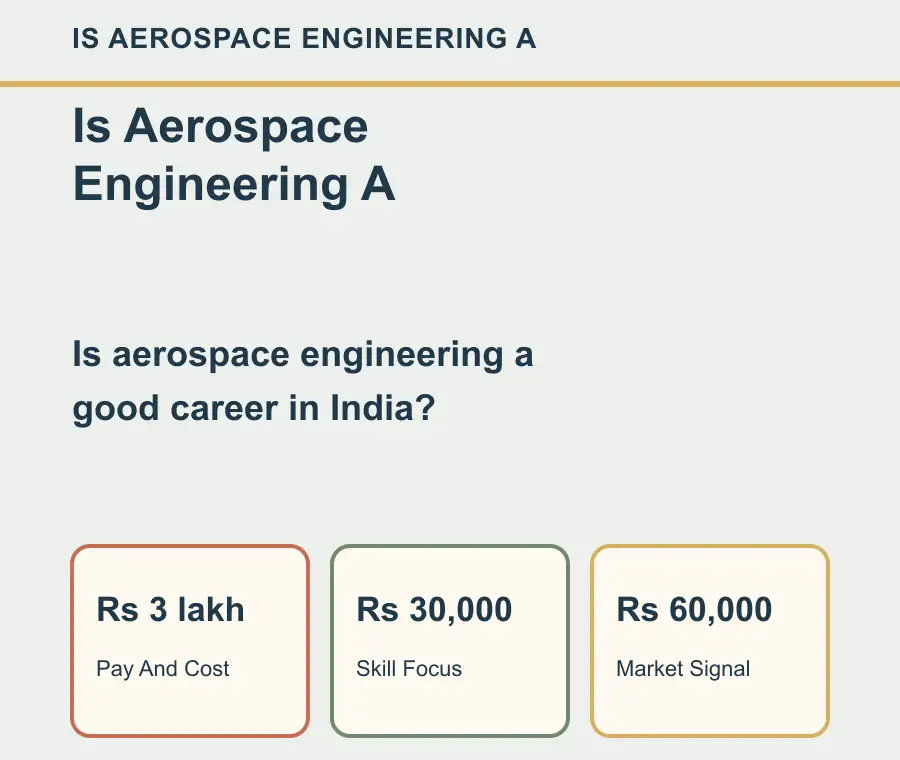 IS AEROSPACE ENGINEERING A
Is Aerospace
Engineering A
Is aerospace engineering a
good career in India?
Rs 3 lakh
Pay And Cost
Rs 30,000
Skill Focus
Rs 60,000
Market Signal